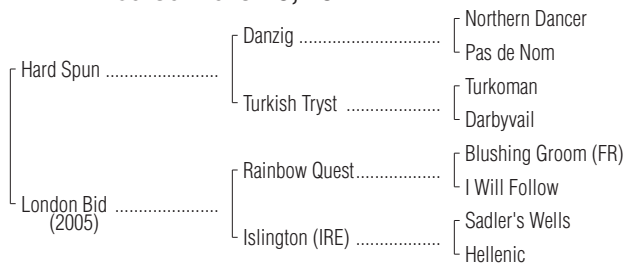 Northern Dancer
Danzig
Pas de Nom
Hard Spun
Turkoman
Turkish Tryst
Darbyvail
Blushing Groom (FR)
Rainbow Quest
I Will Follow
London Bid
(2005)
Sadler's Wells
Islington (IRE)
Hellenic